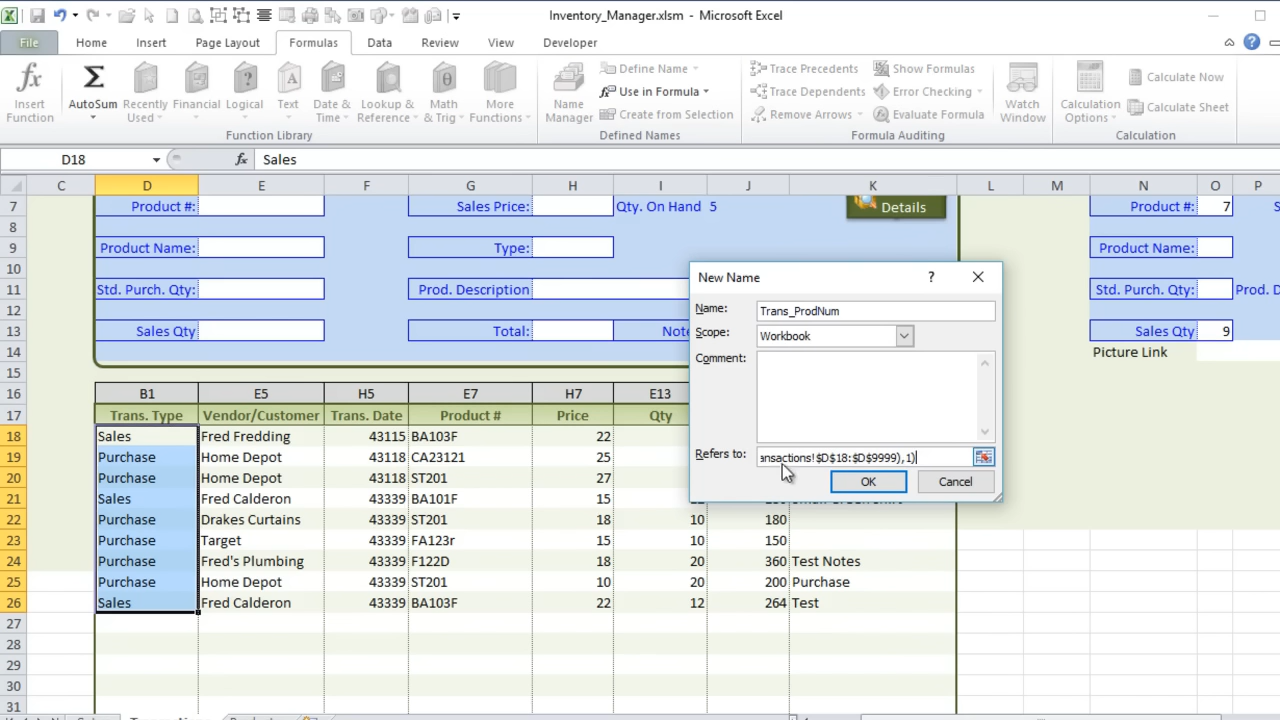 Inventory_Manager.xlsm - Microsoft Excel
File Home Insert Page Layout Formulas Data Review View Developer
Insert Function
AutoSum
Recently Used
Financial
Logical
Text
Date & Time
Lookup & Reference
Math & Trig
More Functions
Function Library
Name Manager
Define Name
Use in Formula
Create from Selection
Defined Names
Trace Precedents
Trace Dependents
Remove Arrows
Show Formulas
Error Checking
Evaluate Formula
Formula Auditing
Watch Window
Calculation Options
Calculate Now
Calculate Sheet
Calculation
D18 fx Sales
C D E F G H I J K L M N O P
7 Product #: Sales Price: Qty. On Hand 5 Details Product #: 7 S
8
9 Product Name: Type: Product Name:
10
11 Std. Purch. Qty: Prod. Description Std. Purch. Qty: Prod. D
12
13 Sales Qty Total: Note Sales Qty 9
14 Picture Link
15
16 B1 E5 H5 E7 H7 E13
17 Trans. Type Vendor/Customer Trans. Date Product # Price Qty
18 Sales Fred Fredding 43115 BA103F 22
19 Purchase Home Depot 43118 CA23121 25
20 Purchase Home Depot 43118 ST201 27
21 Sales Fred Calderon 43339 BA101F 15
22 Purchase Drakes Curtains 43339 ST201 18 10 180
23 Purchase Target 43339 FA123r 15 10 150
24 Purchase Fred's Plumbing 43339 F122D 18 20 360 Test Notes
25 Purchase Home Depot 43339 ST201 10 20 200 Purchase
26 Sales Fred Calderon 43339 BA103F 22 12 264 Test
27
28
29
30
31
New Name ?
Name: Trans_ProdNum
Scope: Workbook
Comment:
Refers to: ansactions!$D$18:$D$9999),1)
OK Cancel